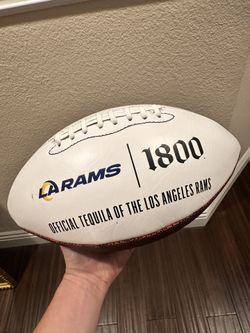 LA RAMS | 1800
OFFICIAL TEQUILA OF THE LOS ANGELES RAMS